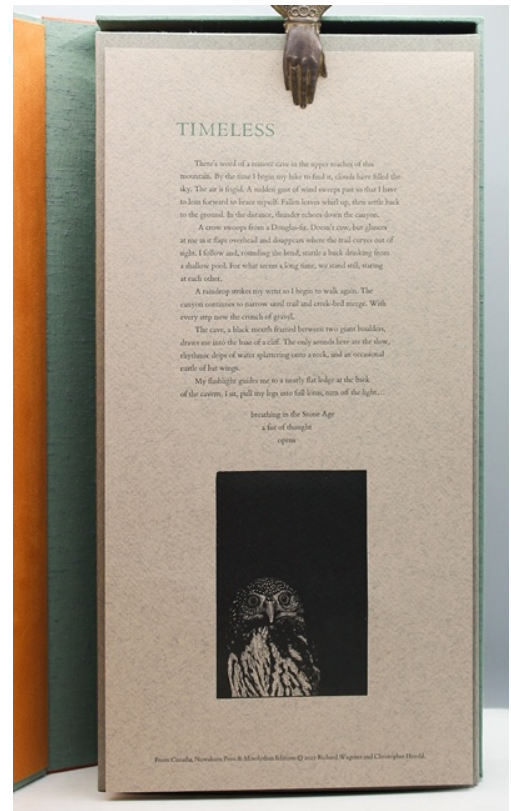 TIMELESS
There's word of a remote cave in the upper reaches of this
mountain. By the time I begin my hike to find it, clouds have filled the
sky. The air is frigid. A sudden gust of wind sweeps past so that I have
to lean forward to brace myself. Fallen leaves whirl up, then settle back
to the ground. In the distance, thunder echoes down the canyon.
A crow swoops from a Douglas-fir. Doesn't caw, but glances
at me as it flaps overhead and disappears where the trail curves out of
sight. I follow and, rounding the bend, startle a buck drinking from
a shallow pool. For what seems a long time, we stand still, staring
at each other.
A raindrop strikes my wrist so I begin to walk again. The
canyon continues to narrow until trail and creek-bed merge. With
every step now the crunch of gravel.
The cave, a black mouth framed between two giant boulders,
draws me into the base of a cliff. The only sounds here are the slow,
rhythmic drips of water splattering onto a rock, and an occasional
rustle of bat wings.
My flashlight guides me to a nearly flat ledge at the back
of the cavern. I sit, pull my legs into full lotus, turn off the light...
breathing in the Stone Age
a fist of thought
opens
From Canadia, Nawakum Press & Mixolydian Editions © Richard Wagener and Christopher Herold.